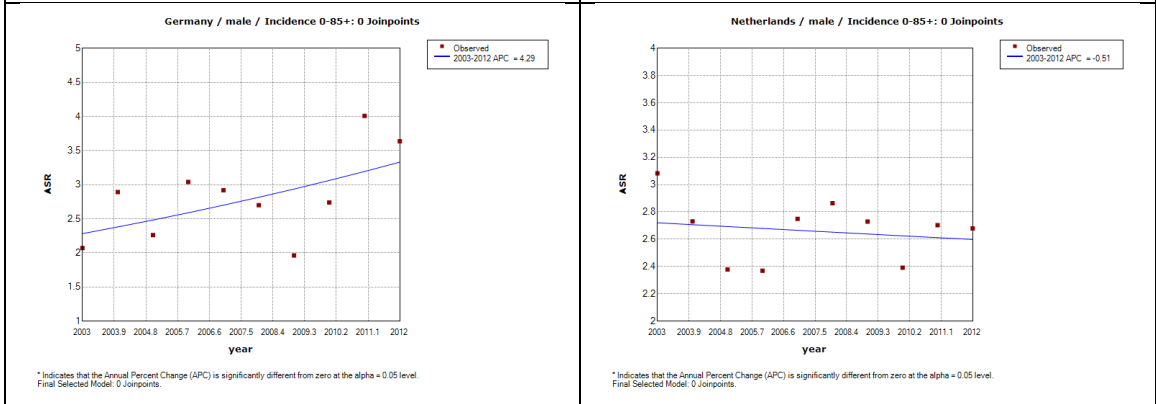 Germany / male / Incidence 0-85+: 0 Joinpoints
Observed
2003-2012 APC  = 4.29
5
4.5
4
3.5
3
2.5
2
1.5
1
ASR
2003 2003.9 2004.8 2005.7 2006.6 2007.5 2008.4 2009.3 2010.2 2011.1 2012
year
* Indicates that the Annual Percent Change (APC) is significantly different from zero at the alpha = 0.05 level.
Final Selected Model: 0 Joinpoints.
Netherlands / male / Incidence 0-85+: 0 Joinpoints
Observed
2003-2012 APC  = -0.51
4
3.8
3.6
3.4
3.2
3
2.8
2.6
2.4
2.2
2
ASR
2003 2003.9 2004.8 2005.7 2006.6 2007.5 2008.4 2009.3 2010.2 2011.1 2012
year
* Indicates that the Annual Percent Change (APC) is significantly different from zero at the alpha = 0.05 level.
Final Selected Model: 0 Joinpoints.